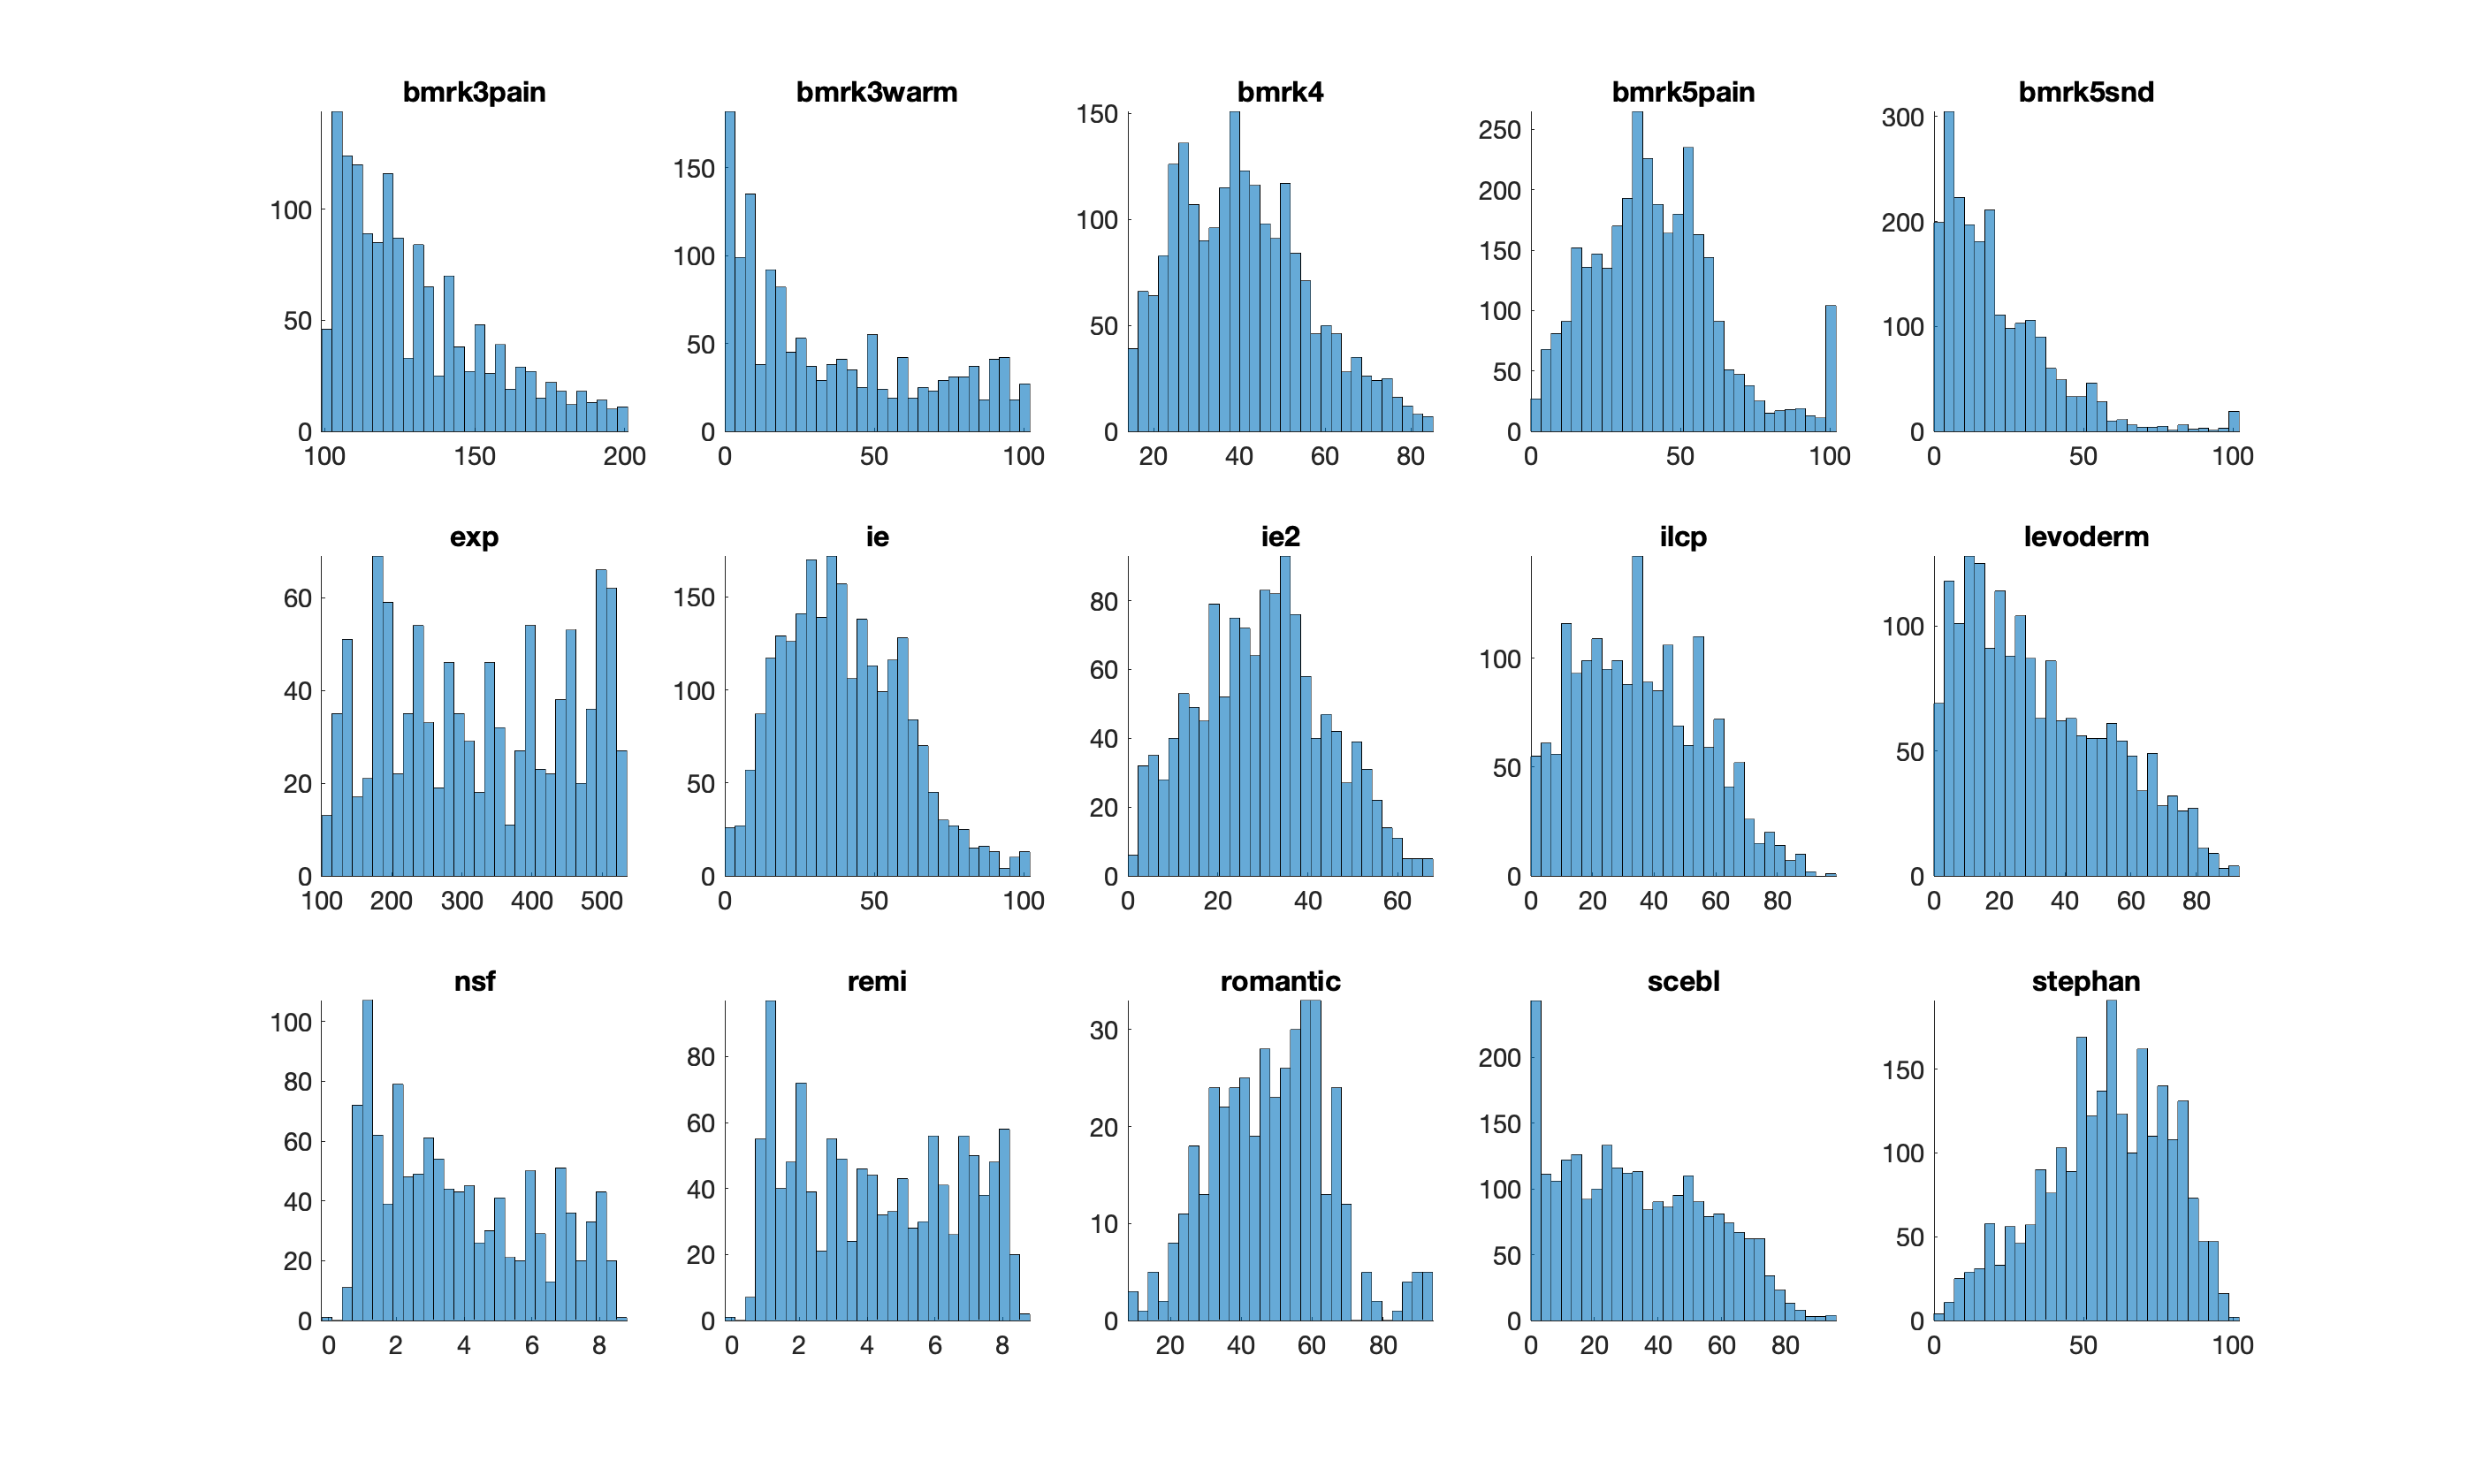 bmrk3pain bmrk3warm bmrk4 bmrk5pain bmrk5snd
150 250 300
150 200
100 100 100 150 200
50 50 50 100 100
50
0 0 0 0 0
100 150 200 0 50 100 20 40 60 80 0 50 100 0 50 100
exp ie ie2 ilcp levoderm
60 150 80 100 100
40 100 60
20 50 40 50 50
20
0 0 0 0 0
100 200 300 400 500 0 50 100 0 20 40 60 0 20 40 60 80 0 20 40 60 80
nsf remi romantic scebl stephan
100 80 30 200 150
80 60 20 150 100
60 40 100
40 20 10 50 50
20
0 0 0 0 0
0 2 4 6 8 0 2 4 6 8 20 40 60 80 0 20 40 60 80 0 50 100